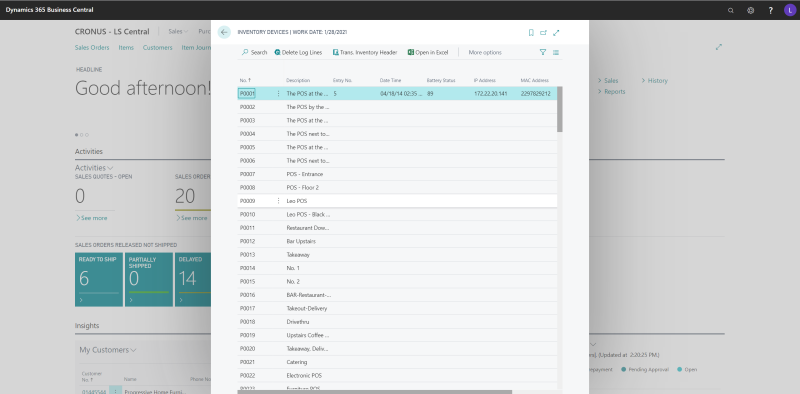 Dynamics 365 Business Central
?
L
CRONUS - LS Central
Sales
Sales Orders Items Customers Item Journ
HEADLINE
Good afternoon!
Activities
Activities
SALES QUOTES - OPEN SALES ORDER
0 20
See more See more
SALES ORDERS RELEASED NOT SHIPPED
READY TO SHIP PARTIALLY SHIPPED DELAYED
6 0 14
Insights
My Customers
Customer No. ↑ Name Phone No
01445544 Progressive Home Furns
INVENTORY DEVICES | WORK DATE: 1/28/2021
Search Delete Log Lines Trans. Inventory Header Open in Excel More options
No. ↑ Description Entry No. Date Time Battery Status IP Address MAC Address
P0001 The POS at the ... 5 04/18/14 02:35 ... 89 172.22.20.141 2297829212
P0002 The POS by the ...
P0003 The POS at the ...
P0004 The POS next to...
P0005 The POS at the ...
P0006 The POS next to...
P0007 POS - Entrance
P0008 POS - Floor 2
P0009 Leo POS
P0010 Leo POS - Black ...
P0011 Restaurant Dow...
P0012 Bar Upstairs
P0013 Takeaway
P0014 No. 1
P0015 No. 2
P0016 BAR-Restaurant-...
P0017 Takeout-Delivery
P0018 Drivethru
P0019 Upstairs Coffee ...
P0020 Takeaway, Deliv...
P0021 Catering
P0022 Electronic POS
P0023 Furniture POS
Sales History
Reports
(Updated at 2:20:25 PM.)
Pending Approval Open